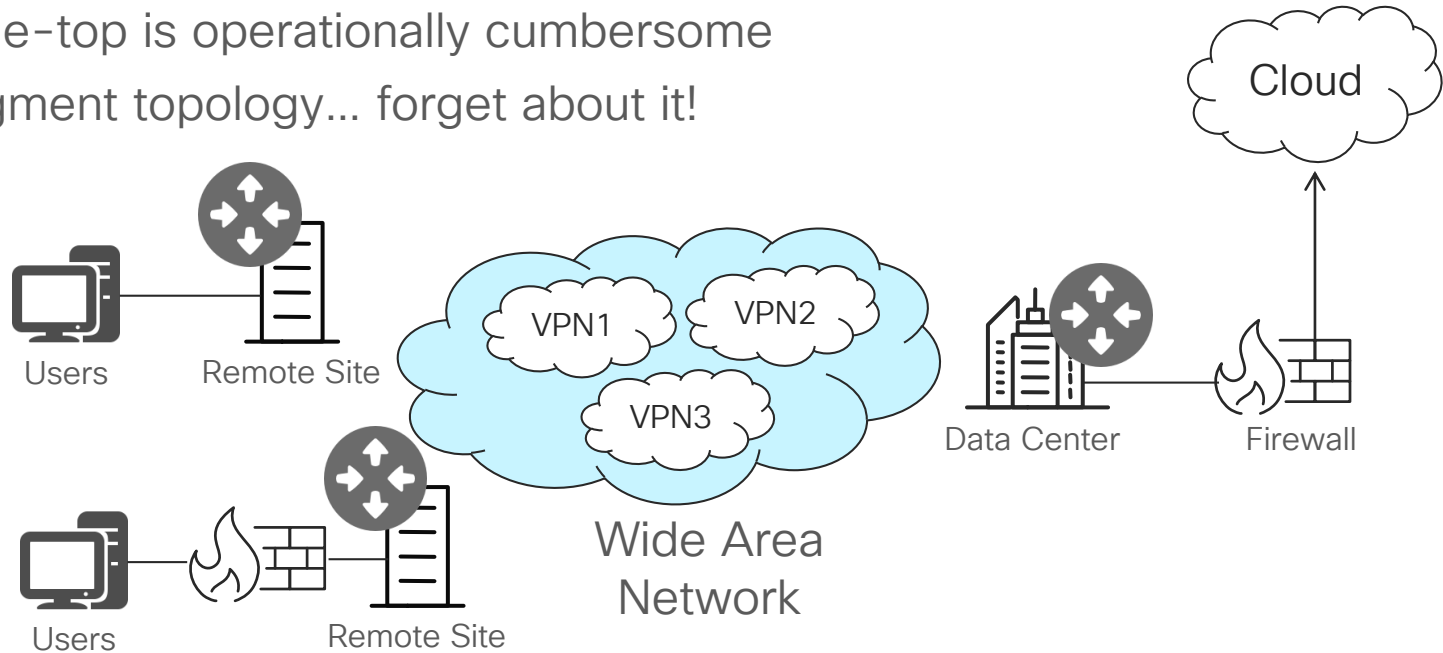 e-top is operationally cumbersome
gment topology... forget about it!
Cloud
Users
Remote Site
VPN1
VPN2
VPN3
Data Center
Firewall
Wide Area
Network
Users
Remote Site